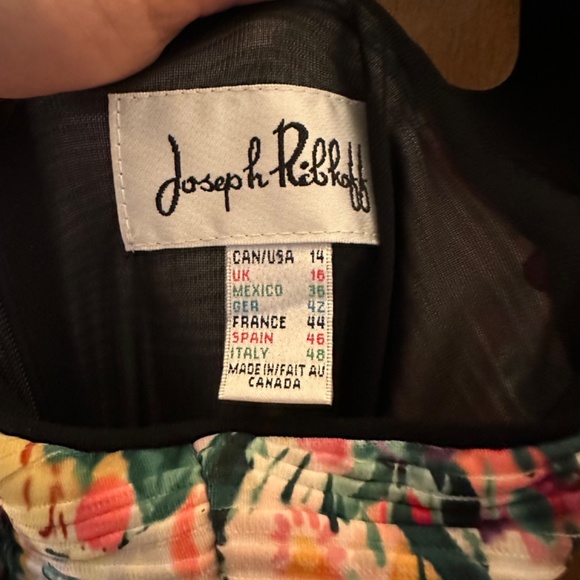 Joseph Ribkoff
CAN/USA 14
UK 16
MEXICO 36
GER 42
FRANCE 44
SPAIN 46
ITALY 48
MADE IN/FAIT AU
CANADA